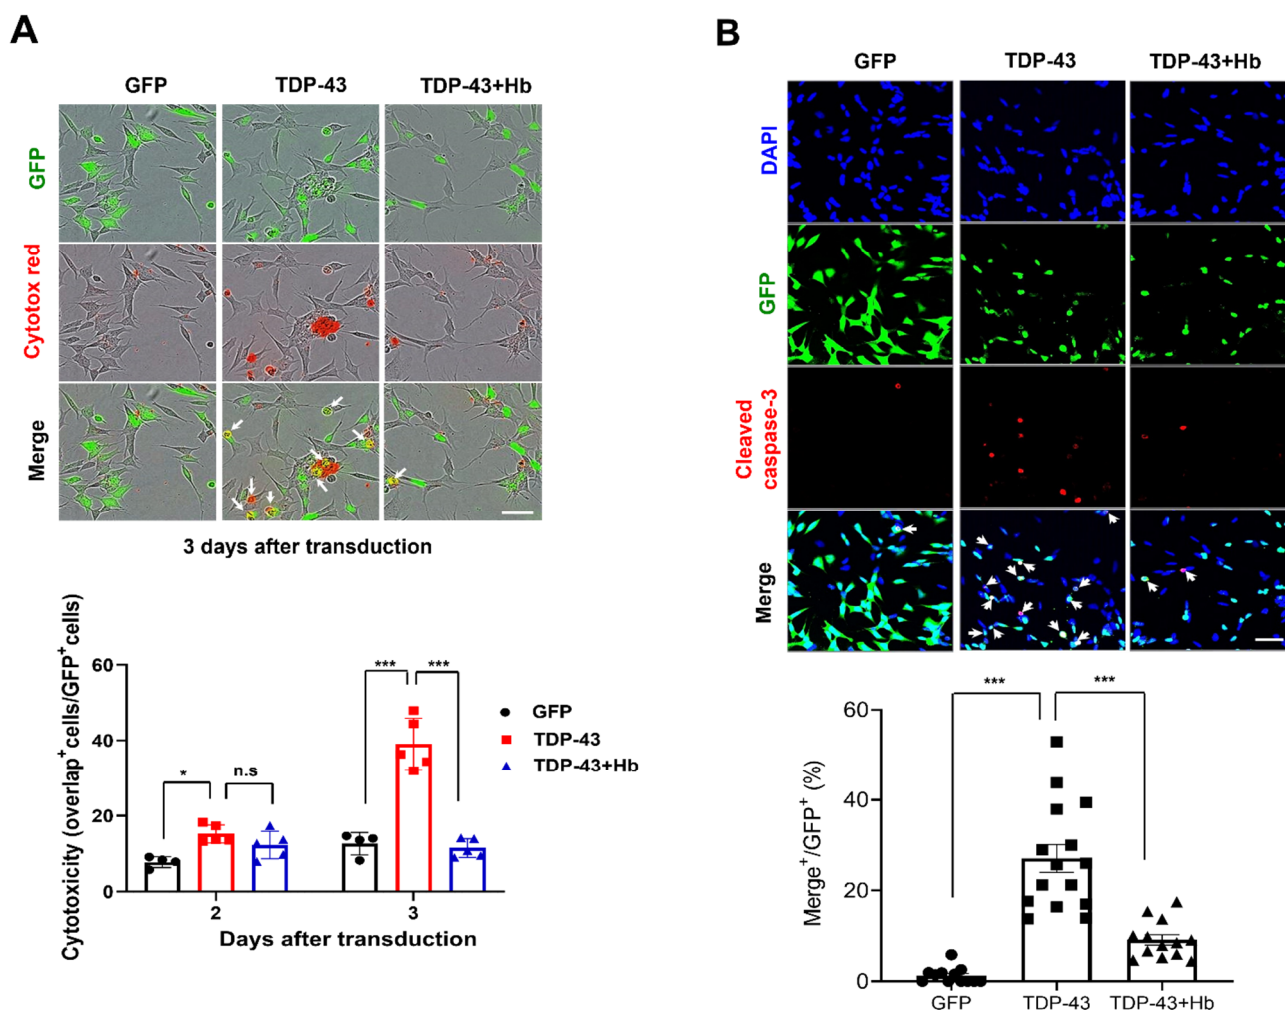 A
GFP TDP-43 TDP-43+Hb
GFP
Cytotox red
Merge
3 days after transduction
Cytotoxicity (overlap⁺cells/GFP⁺cells)
60
40
20
0
*
n.s
***
***
GFP
TDP-43
TDP-43+Hb
2 3
Days after transduction
B
GFP TDP-43 TDP-43+Hb
DAPI
GFP
Cleaved
caspase-3
Merge
Merge⁺/GFP⁺ (%)
60
40
20
0
***
***
GFP TDP-43 TDP-43+Hb